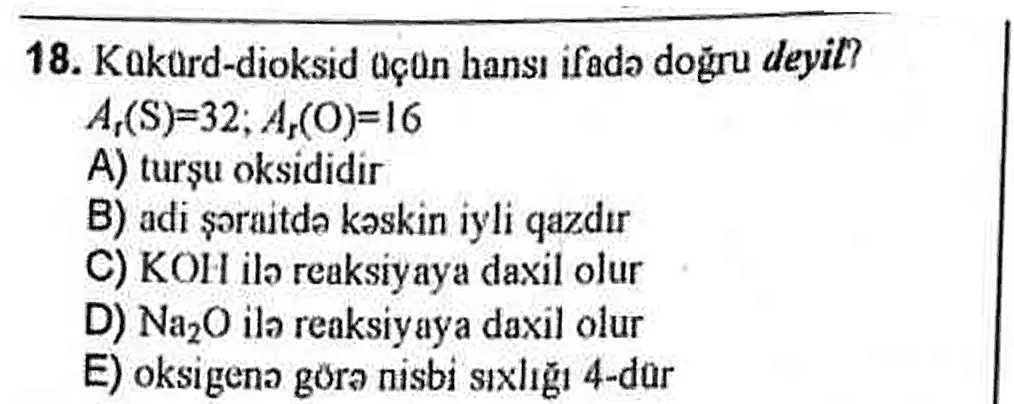 18. Kükürd-dioksid üçün hansı ifadə doğru deyil?
Aᵣ(S)=32; Aᵣ(O)=16
A) turşu oksididir
B) adi şəraitdə kəskin iyli qazdır
C) KOH ilə reaksiyaya daxil olur
D) Na₂O ilə reaksiyaya daxil olur
E) oksigenə görə nisbi sıxlığı 4-dür